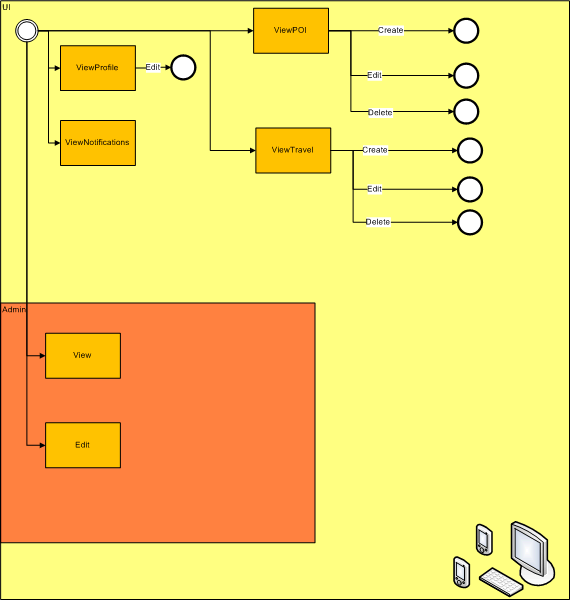 UI
ViewPOI
Create
ViewProfile
Edit
Edit
Delete
ViewNotifications
ViewTravel
Create
Edit
Delete
Admin
View
Edit